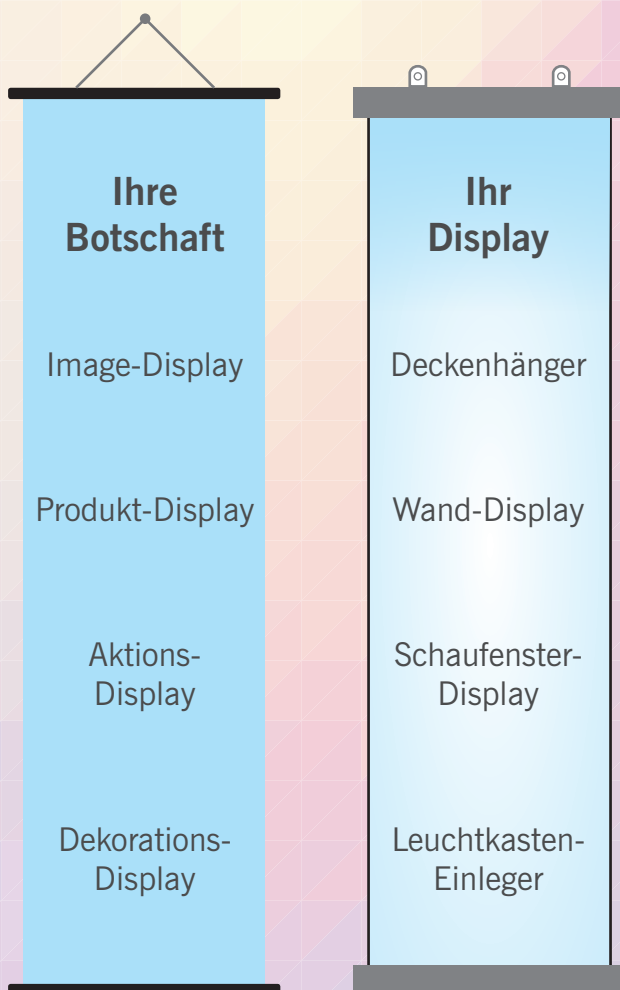 Ihre
Botschaft
Image-Display
Produkt-Display
Aktions-
Display
Dekorations-
Display
Ihr
Display
Deckenhänger
Wand-Display
Schaufenster-
Display
Leuchtkasten-
Einleger